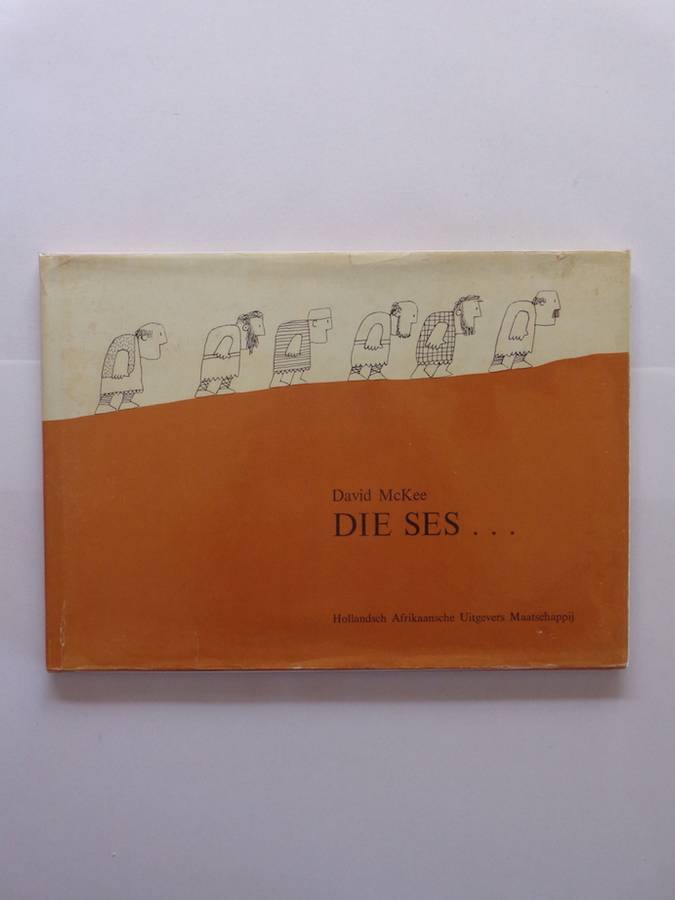 David McKee
DIE SES . . .
Hollandsch Afrikaansche Uitgevers Maatschappij